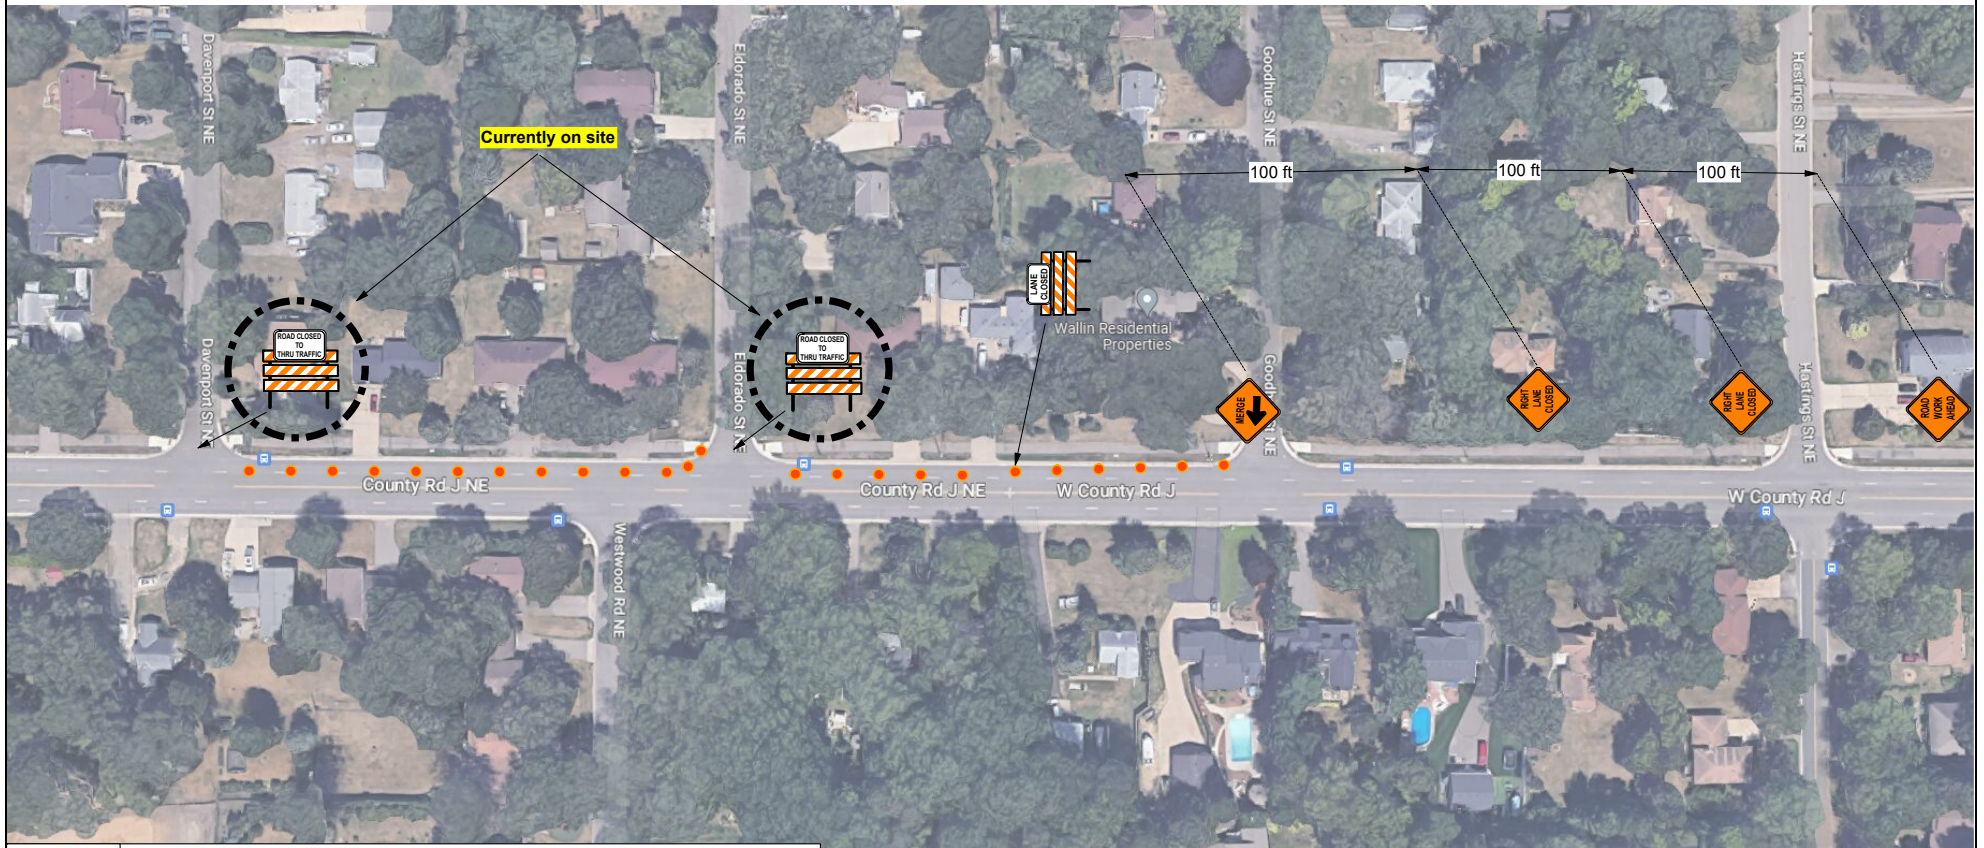 Davenport St NE
Eldorado St NE
Goodhue St NE
Hastings St NE
Currently on site
100 ft
100 ft
100 ft
LANE
CLOSED
Wallin Residential
Properties
ROAD CLOSED
TO
THRU TRAFFIC
ROAD CLOSED
TO
THRU TRAFFIC
Davenport St N
Eldorado St NE
Goodh St NE
Hastings St NE
MERGE
RIGHT
LANE
CLOSED
RIGHT
LANE
CLOSED
ROAD
WORK
AHEAD
County Rd J NE
County Rd J NE
W County Rd J
W County Rd J
Westwood Rd NE